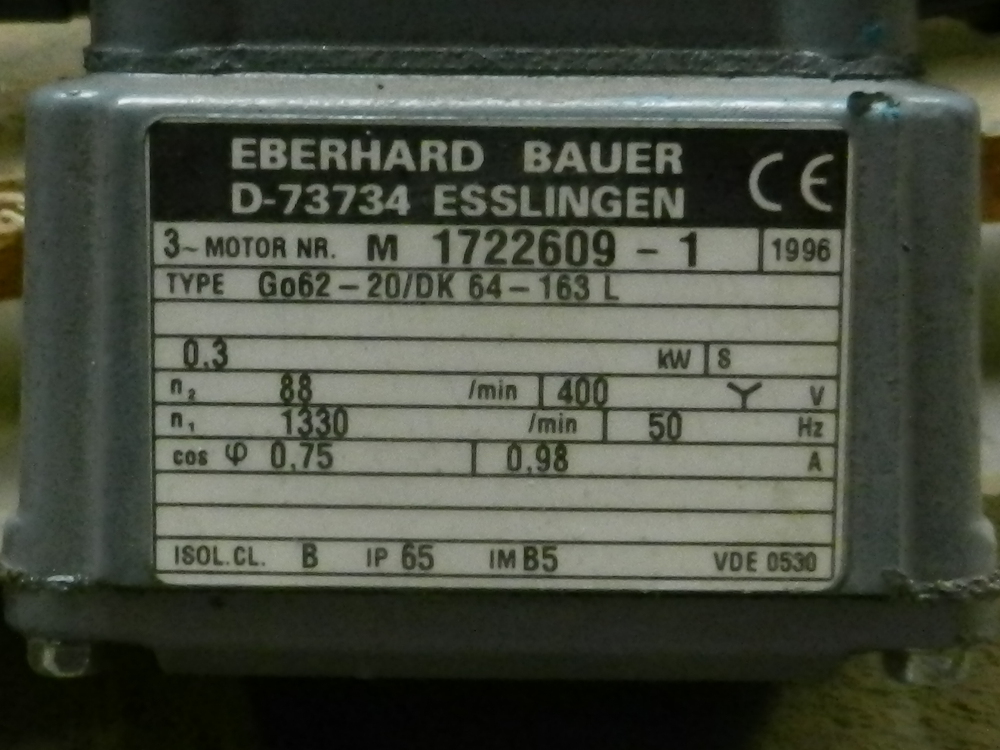 EBERHARD BAUER
D-73734 ESSLINGEN CE
3~ MOTOR NR. M 1722609 - 1 1996
TYPE Go62 - 20/DK 64 - 163 L
0,3 kW S
n₂ 88 /min 400 Y V
n₁ 1330 /min 50 Hz
cos φ 0,75 0,98 A
ISOL.CL. B IP 65 IM B5 VDE 0530